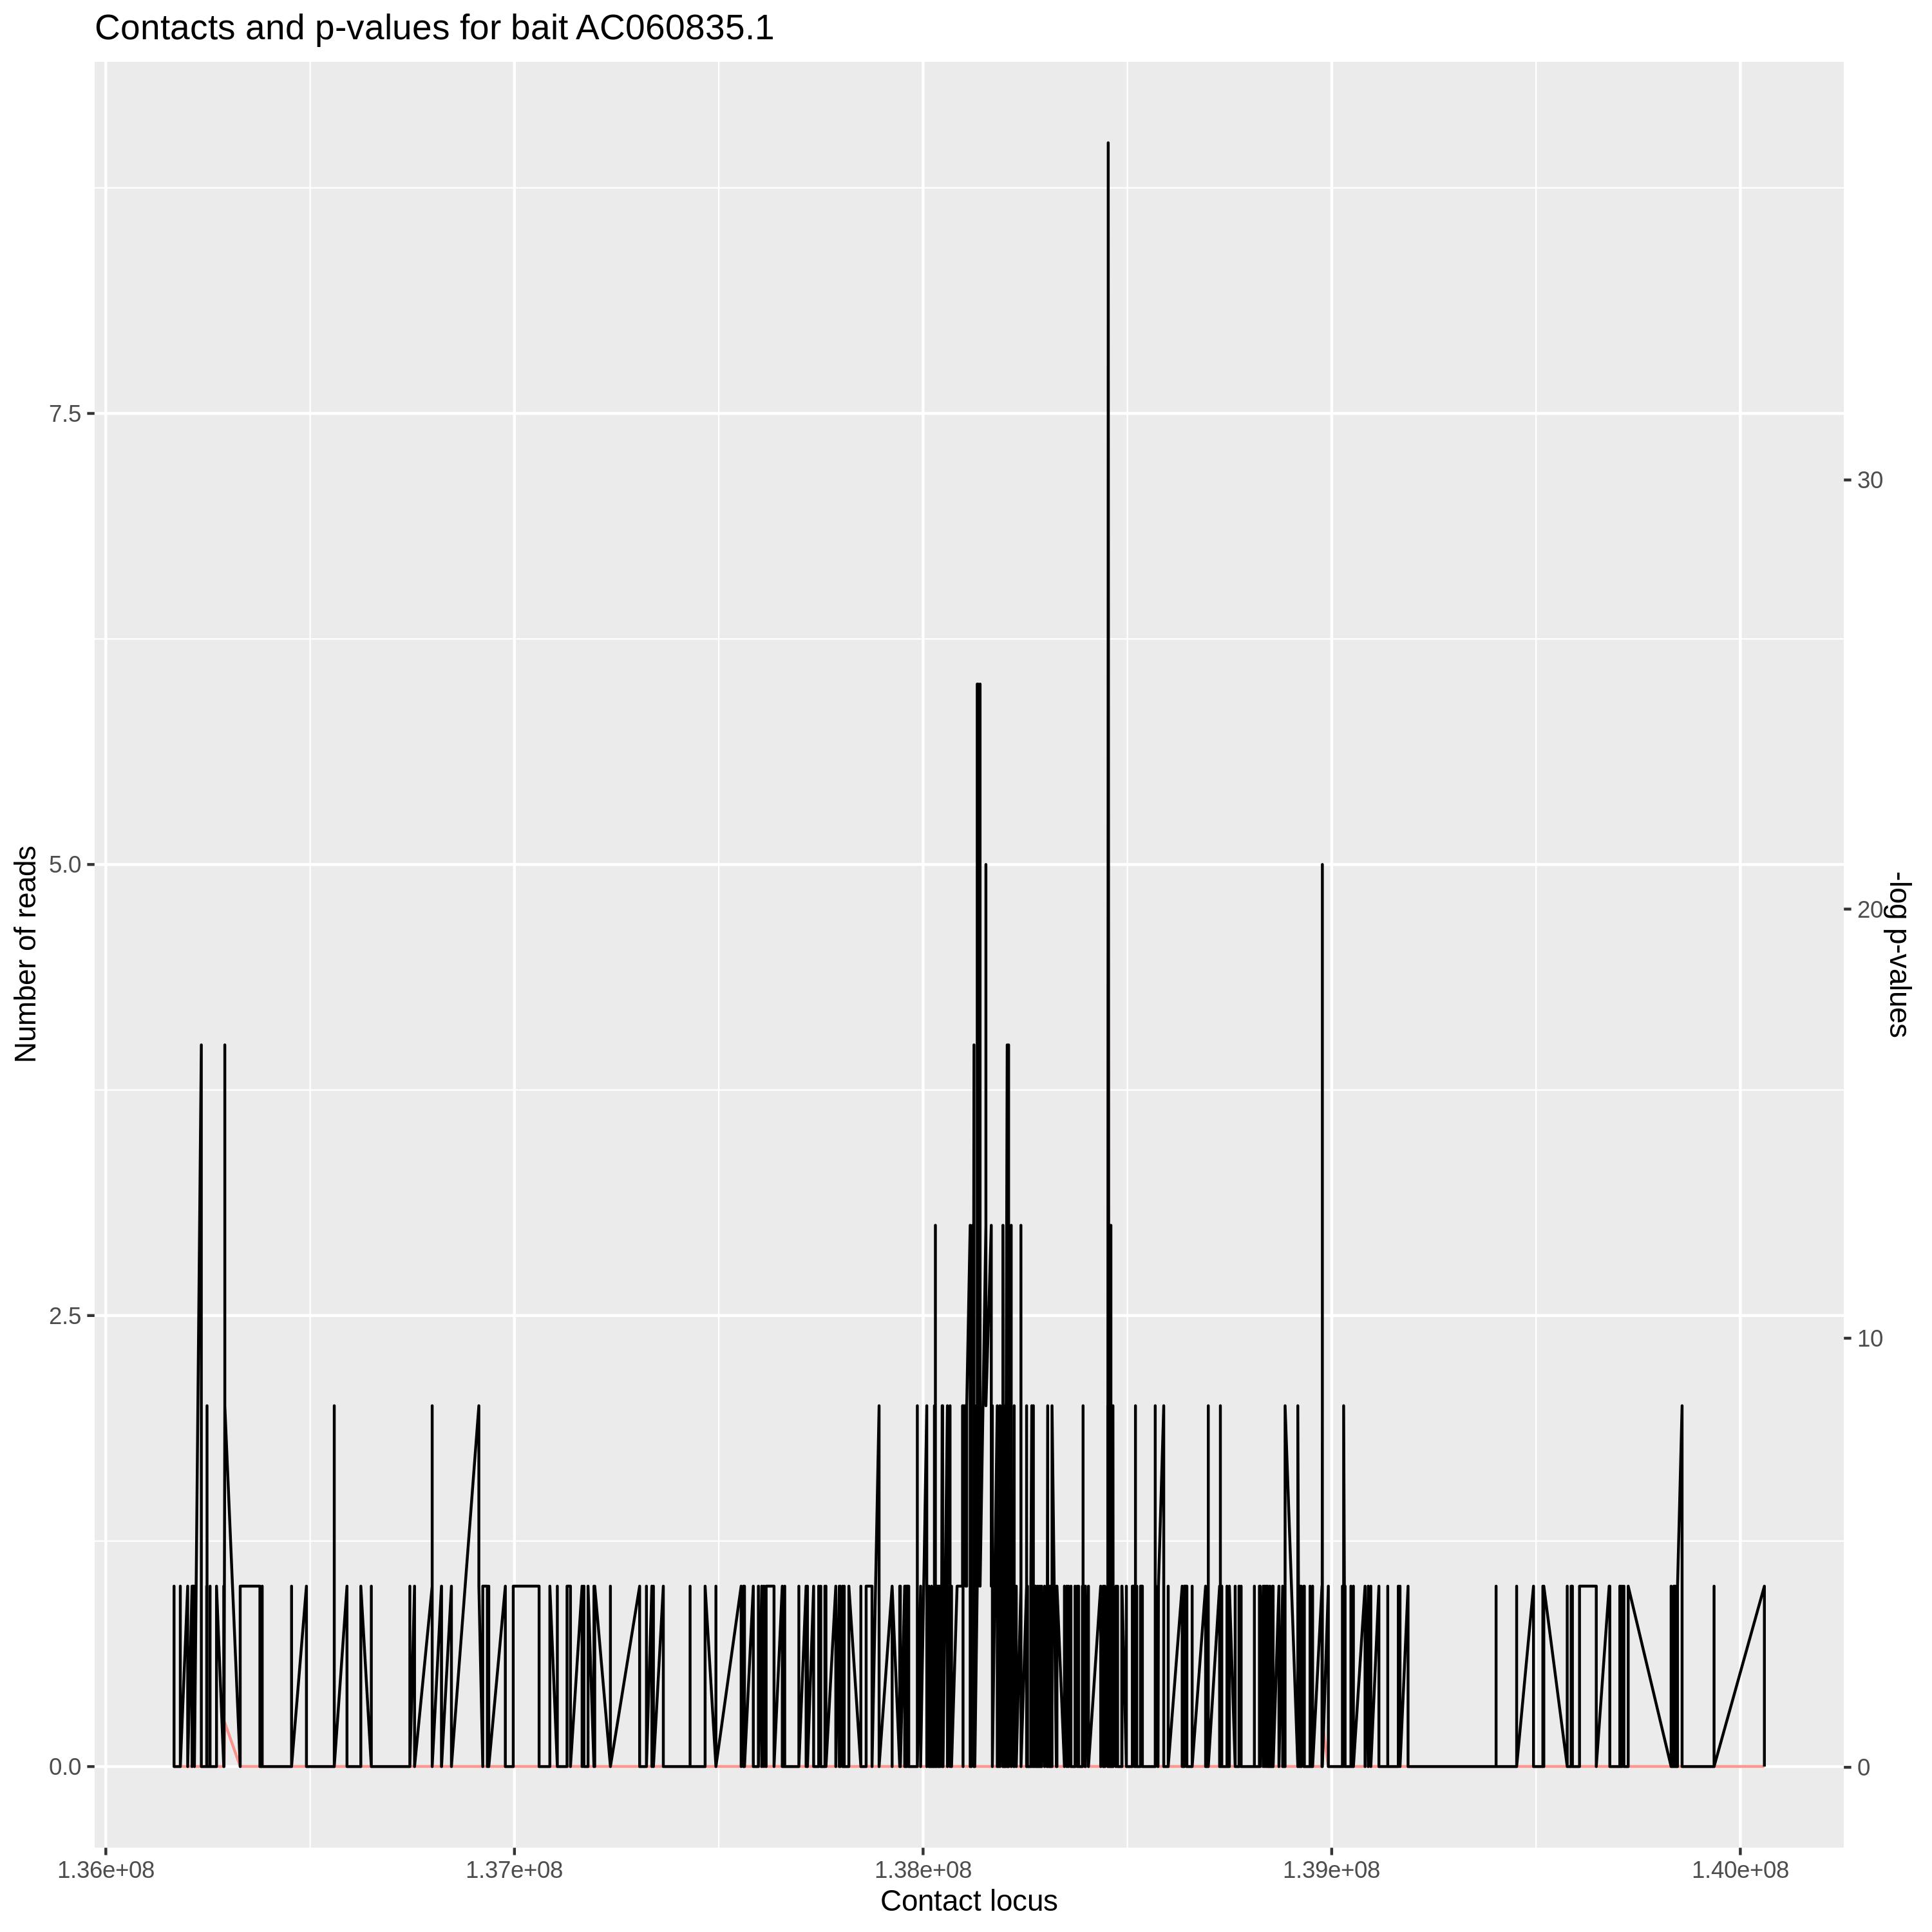 Contacts and p-values for bait AC060835.1
7.5
5.0
2.5
0.0
Number of reads
30
20
10
0
-log p-values
1.36e+08 1.37e+08 1.38e+08 1.39e+08 1.40e+08
Contact locus